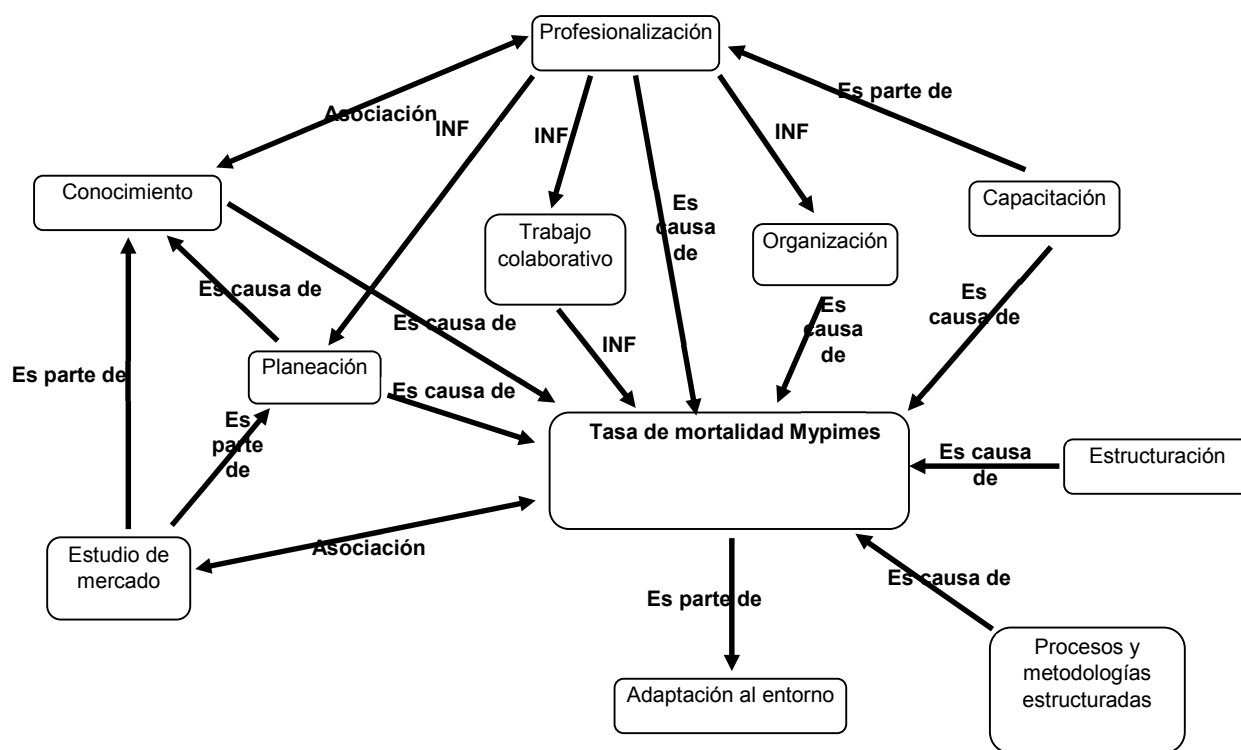 Profesionalización
Es parte de
Asociación
INF
INF
INF
Conocimiento
Capacitación
Es
causa
de
Trabajo
colaborativo
Organización
Es causa de
Es
causa de
Es
causa
de
Es causa de
INF
Planeación
Es parte de
Es causa de
Es
parte
de
Tasa de mortalidad Mypimes
Es causa
de
Estructuración
Estudio de
mercado
Asociación
Es causa de
Es parte de
Procesos y
metodologías
estructuradas
Adaptación al entorno